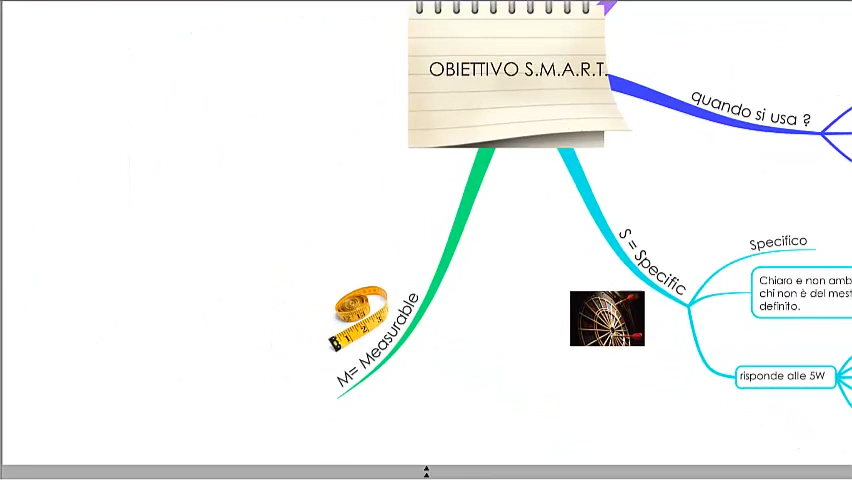 OBIETTIVO S.M.A.R.T.
quando si usa ?
S = Specific
Specifico
Chiaro e non amb
chi non è del mest
definito.
M= Measurable
risponde alle 5W